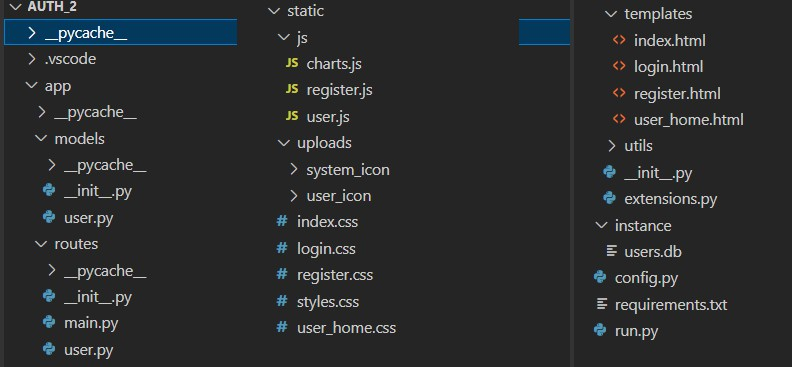 AUTH_2
__pycache__
.vscode
app
__pycache__
models
__pycache__
__init__.py
user.py
routes
__pycache__
__init__.py
main.py
user.py
static
js
JS charts.js
JS register.js
JS user.js
uploads
system_icon
user_icon
# index.css
# login.css
# register.css
# styles.css
# user_home.css
templates
<> index.html
<> login.html
<> register.html
<> user_home.html
utils
__init__.py
extensions.py
instance
users.db
config.py
requirements.txt
run.py